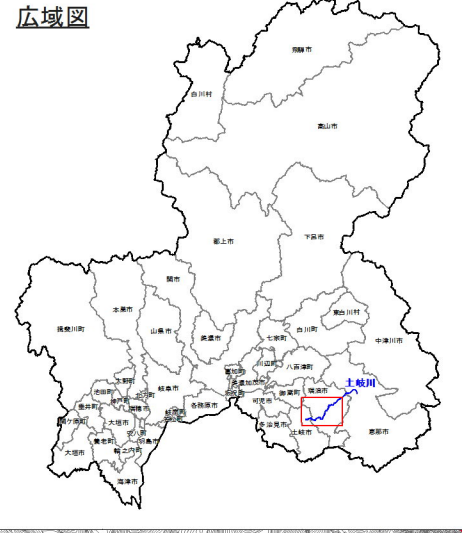 広域図
飛騨市
白川村
高山市
郡上市
下呂市
関市
本巣市
揖斐川町
山県市
美濃市
七宗町
白川町
東白川村
中津川市
川辺町
八百津町
富加町
美濃加茂市
坂祝町
可児市
御嵩町
瑞浪市
土岐川
多治見市
土岐市
恵那市
大野町
池田町
神戸町
北方町
瑞穂市
岐阜市
各務原市
岐南町
笠松町
垂井町
関ケ原町
大垣市
安八町
羽島市
養老町
輪之内町
大垣市
海津市